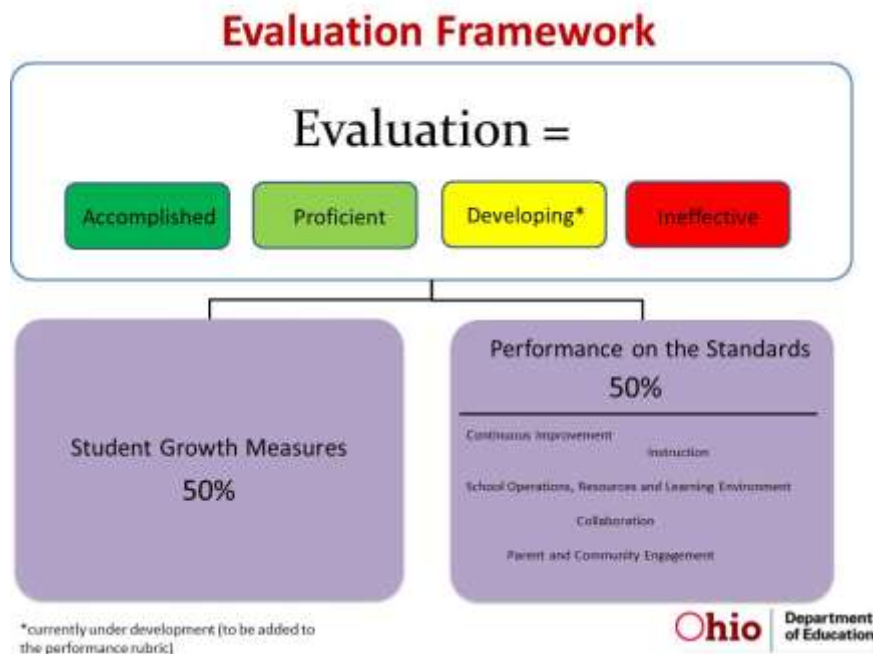 Evaluation Framework
Evaluation =
Accomplished
Proficient
Developing*
Ineffective
Student Growth Measures
50%
Performance on the Standards
50%
Continuous Improvement
Instruction
School Operations, Resources and Learning Environment
Collaboration
Parent and Community Engagement
*currently under development (to be added to
the performance rubric)
Ohio
Department
of Education